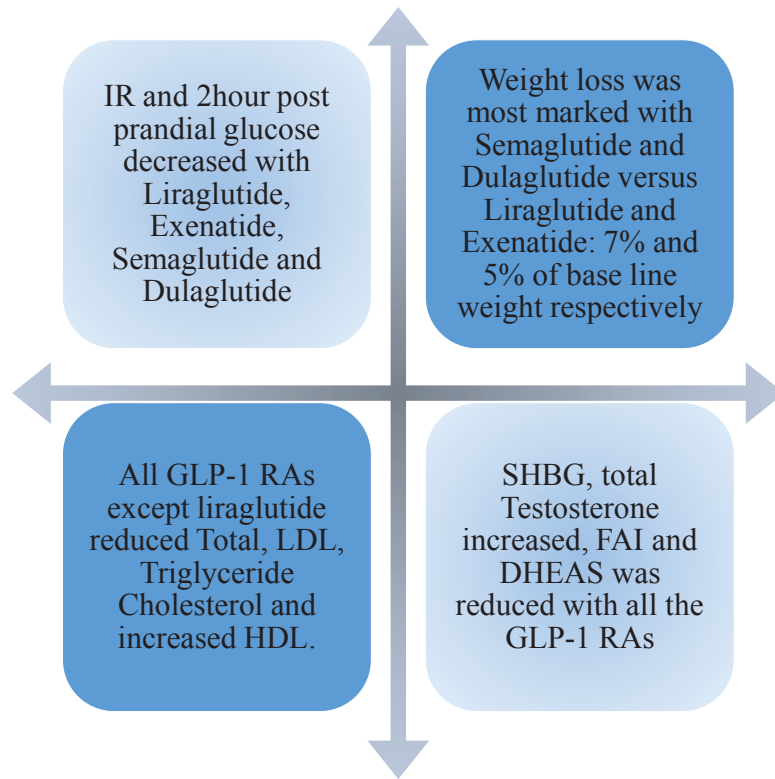 IR and 2hour post
prandial glucose
decreased with
Liraglutide,
Exenatide,
Semaglutide and
Dulaglutide
Weight loss was
most marked with
Semaglutide and
Dulaglutide versus
Liraglutide and
Exenatide: 7% and
5% of base line
weight respectively
All GLP-1 RAs
except liraglutide
reduced Total, LDL,
Triglyceride
Cholesterol and
increased HDL.
SHBG, total
Testosterone
increased, FAI and
DHEAS was
reduced with all the
GLP-1 RAs